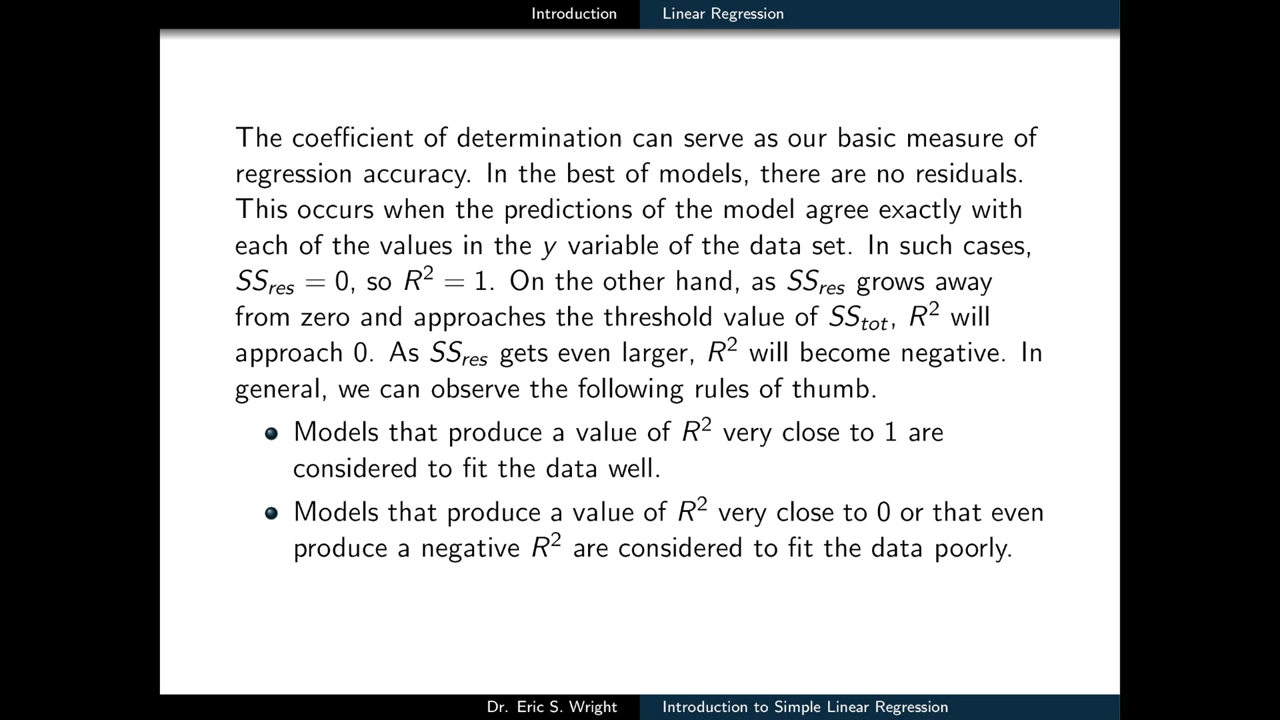 Introduction Linear Regression
The coefficient of determination can serve as our basic measure of
regression accuracy. In the best of models, there are no residuals.
This occurs when the predictions of the model agree exactly with
each of the values in the y variable of the data set. In such cases,
SS_res = 0, so R² = 1. On the other hand, as SS_res grows away
from zero and approaches the threshold value of SS_tot, R² will
approach 0. As SS_res gets even larger, R² will become negative. In
general, we can observe the following rules of thumb.
Models that produce a value of R² very close to 1 are
considered to fit the data well.
Models that produce a value of R² very close to 0 or that even
produce a negative R² are considered to fit the data poorly.
Dr. Eric S. Wright Introduction to Simple Linear Regression